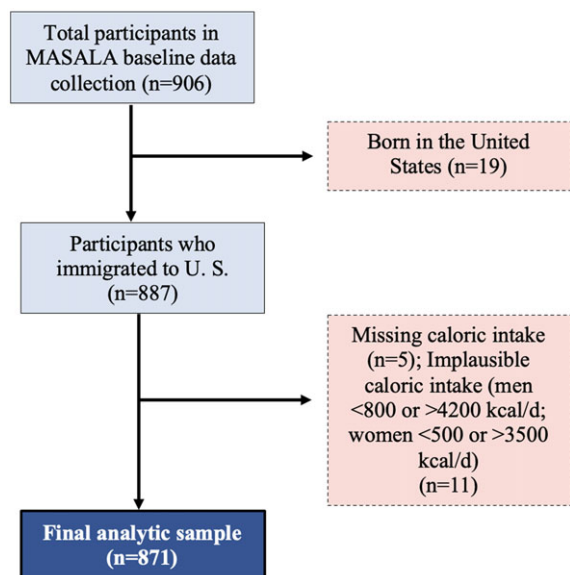 Total participants in
MASALA baseline data
collection (n=906)
Born in the United
States (n=19)
Participants who
immigrated to U. S.
(n=887)
Missing caloric intake
(n=5); Implausible
caloric intake (men
<800 or >4200 kcal/d;
women <500 or >3500
kcal/d)
(n=11)
Final analytic sample
(n=871)